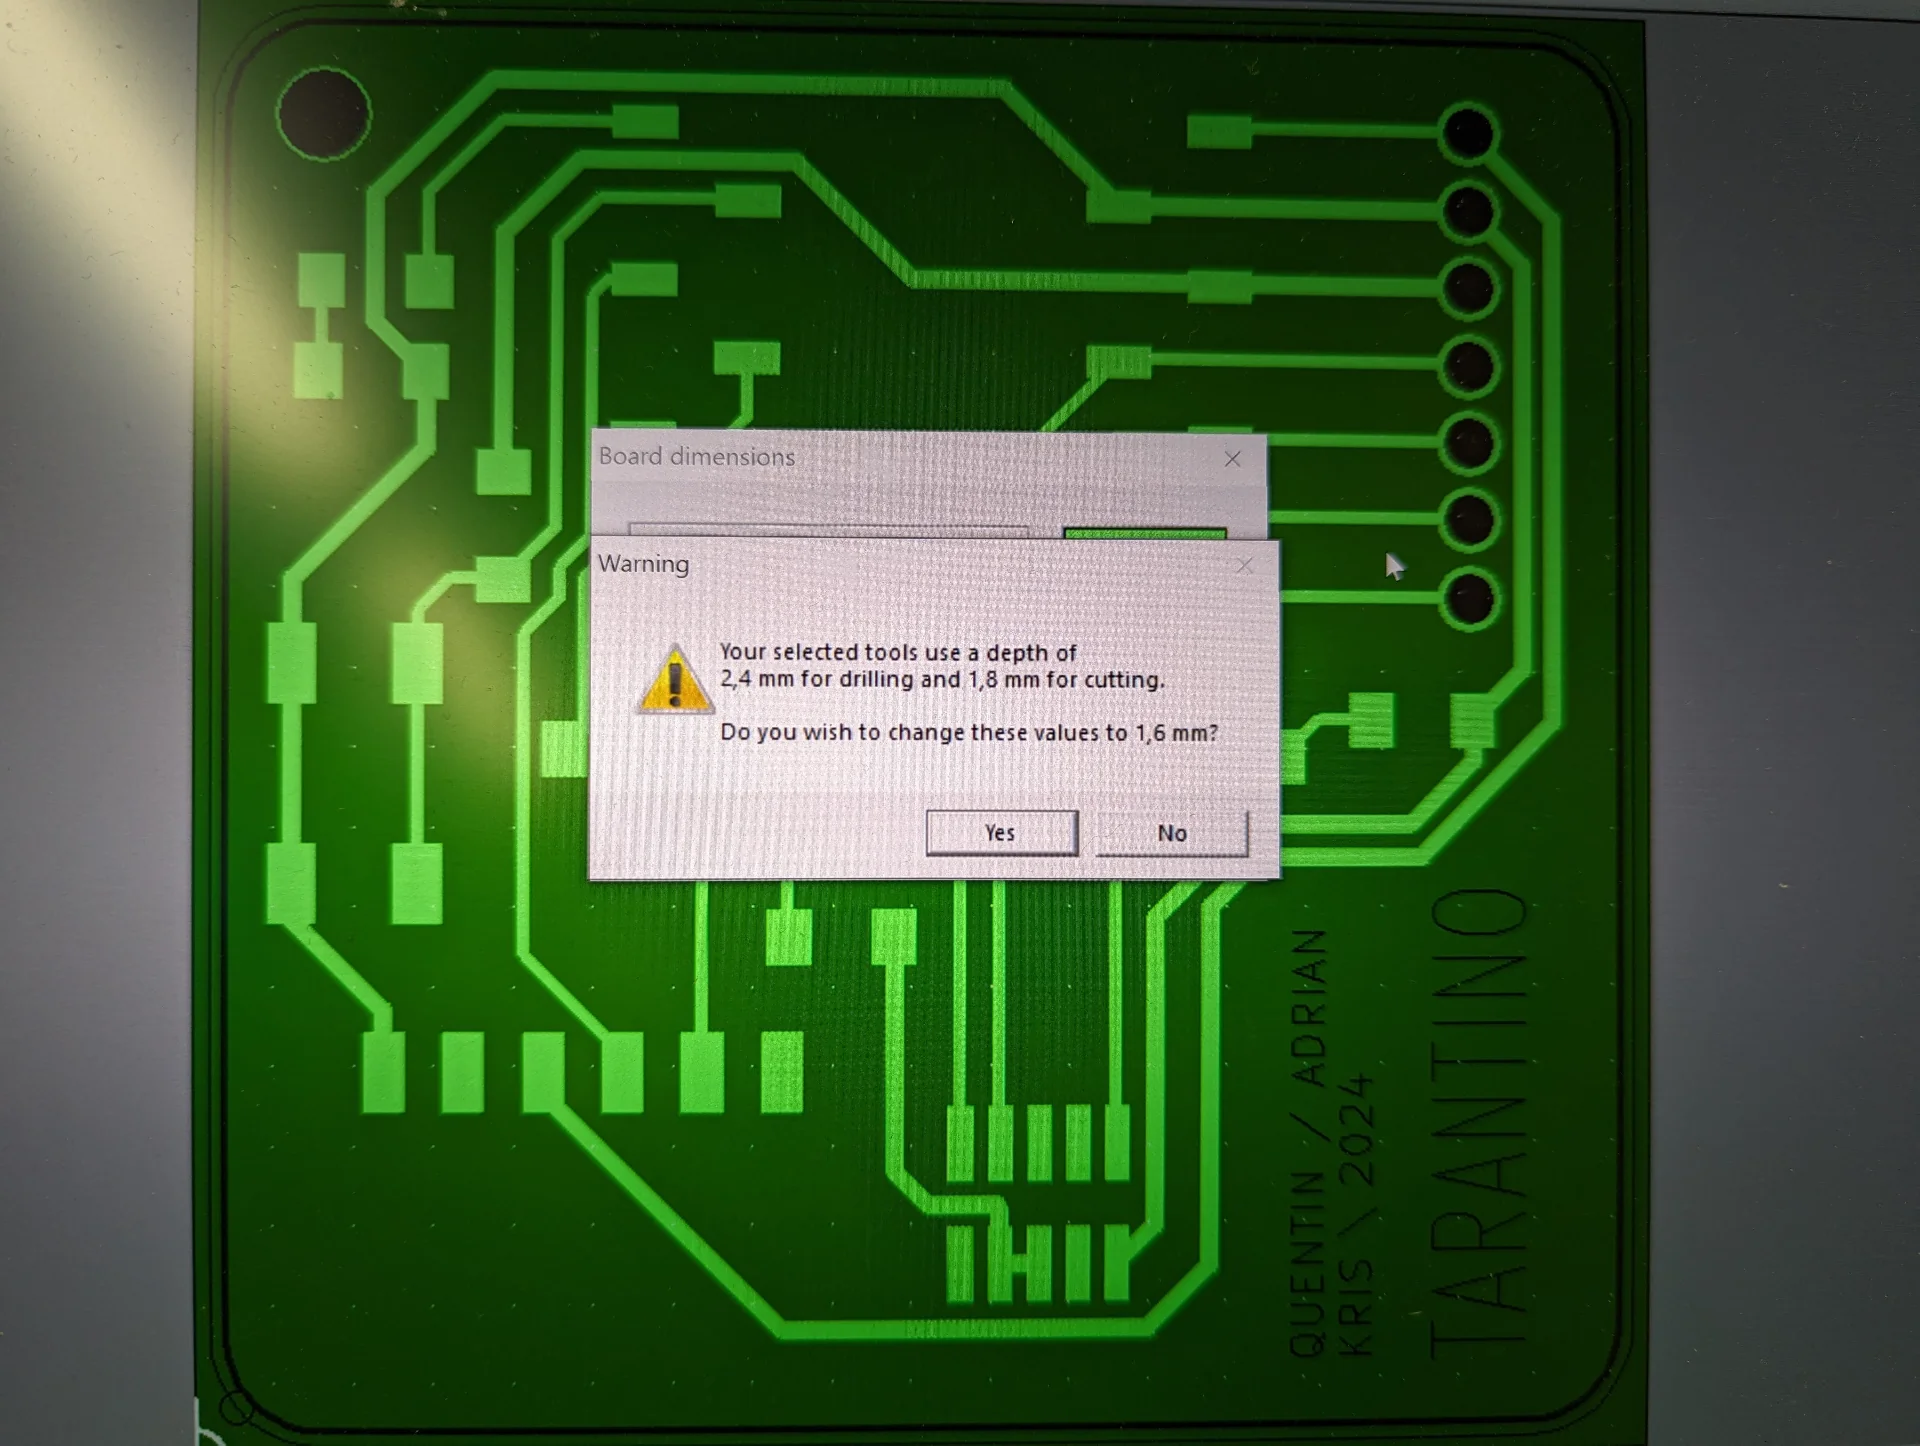 Board dimensions
Warning
Your selected tools use a depth of
2,4 mm for drilling and 1,8 mm for cutting.
Do you wish to change these values to 1,6 mm?
Yes
No
QUENTIN / ADRIAN
KRIS \ 2024
TARANTINO